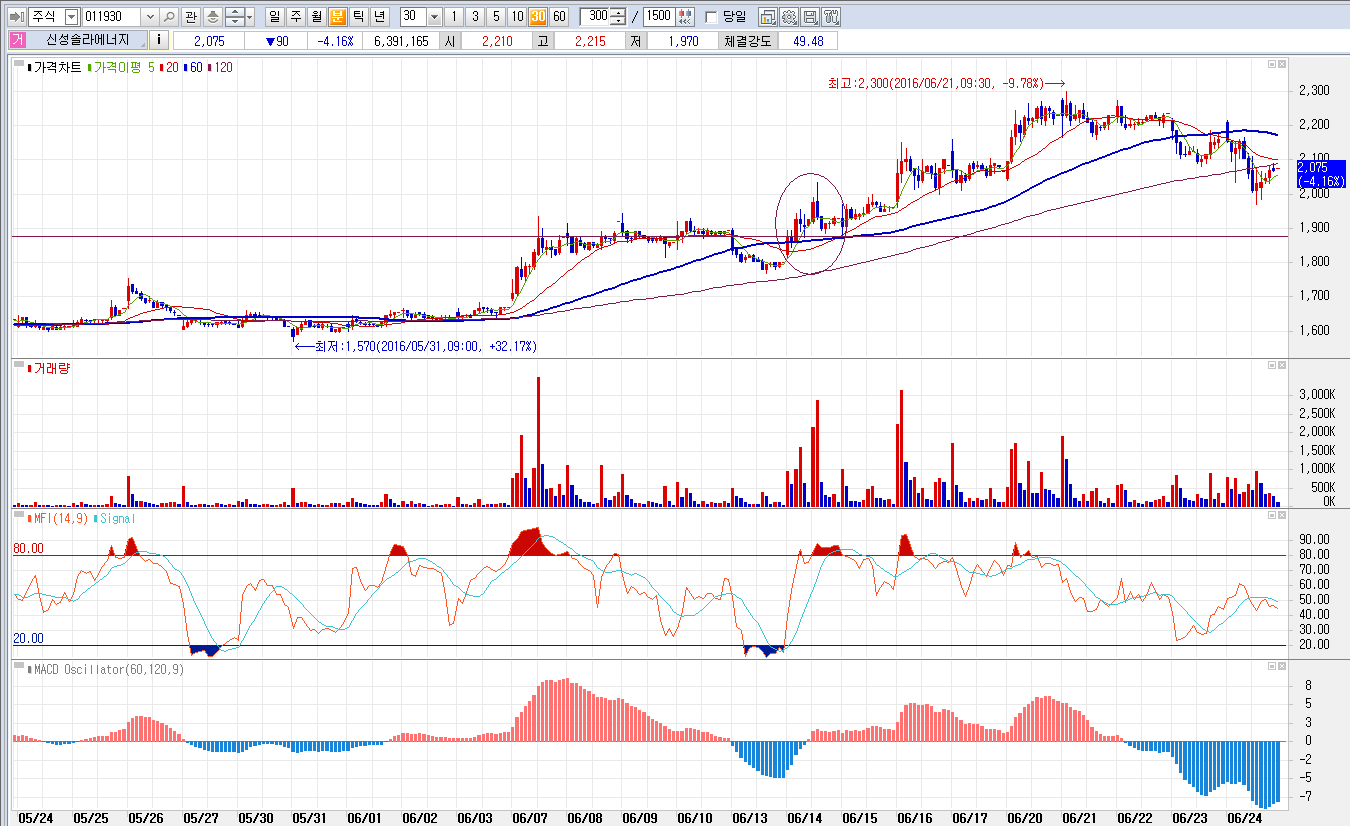 주식 011930 관 일 주 월 분 틱 년 30 1 3 5 10 30 60 300 / 1500 당일
거 신성솔라에너지 i 2,075 ▼90 -4.16% 6,391,165 시 2,210 고 2,215 저 1,970 체결강도 49.48
가격차트 가격이평 5 20 60 120
최고:2,300(2016/06/21,09:30, -9.78%)
2,300
2,200
2,100
2,075
(-4.16%)
2,000
1,900
1,800
1,700
1,600
최저:1,570(2016/05/31,09:00, +32.17%)
거래량
3,000K
2,500K
2,000K
1,500K
1,000K
500K
0K
MFI(14,9) Signal
80.00
20.00
90.00
80.00
70.00
60.00
50.00
40.00
30.00
20.00
MACD Oscillator(60,120,9)
8
5
3
0
-2
-5
-7
05/24 05/25 05/26 05/27 05/30 05/31 06/01 06/02 06/03 06/07 06/08 06/09 06/10 06/13 06/14 06/15 06/16 06/17 06/20 06/21 06/22 06/23 06/24